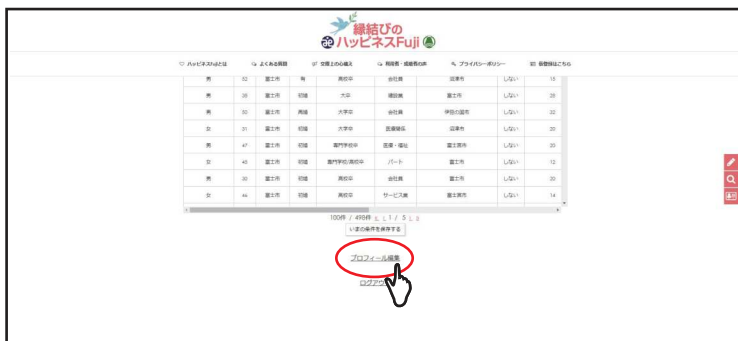 縁結びの
ハッピネスFuji
ハッピネスFujiとは よくある質問 交際上の心構え 利用者・成婚者の声 プライバシーポリシー 仮登録はこちら
男 52 富士市 有 高校卒 会社員 沼津市 しない 15
男 38 富士市 初婚 大卒 建設業 富士市 しない 28
男 50 富士市 再婚 大学卒 会社員 伊豆の国市 しない 22
女 31 富士市 初婚 大学卒 医療関係 沼津市 しない 20
男 47 富士市 初婚 専門学校卒 医療・福祉 富士宮市 しない 20
女 45 富士市 初婚 専門学校/高校卒 パート 富士市 しない 12
男 30 富士市 初婚 高校卒 会社員 富士市 しない 20
女 44 富士市 初婚 高校卒 サービス業 富士宮市 しない 14
100件 / 498件 1 / 5
いまの条件を保存する
プロフィール編集
ログアウ